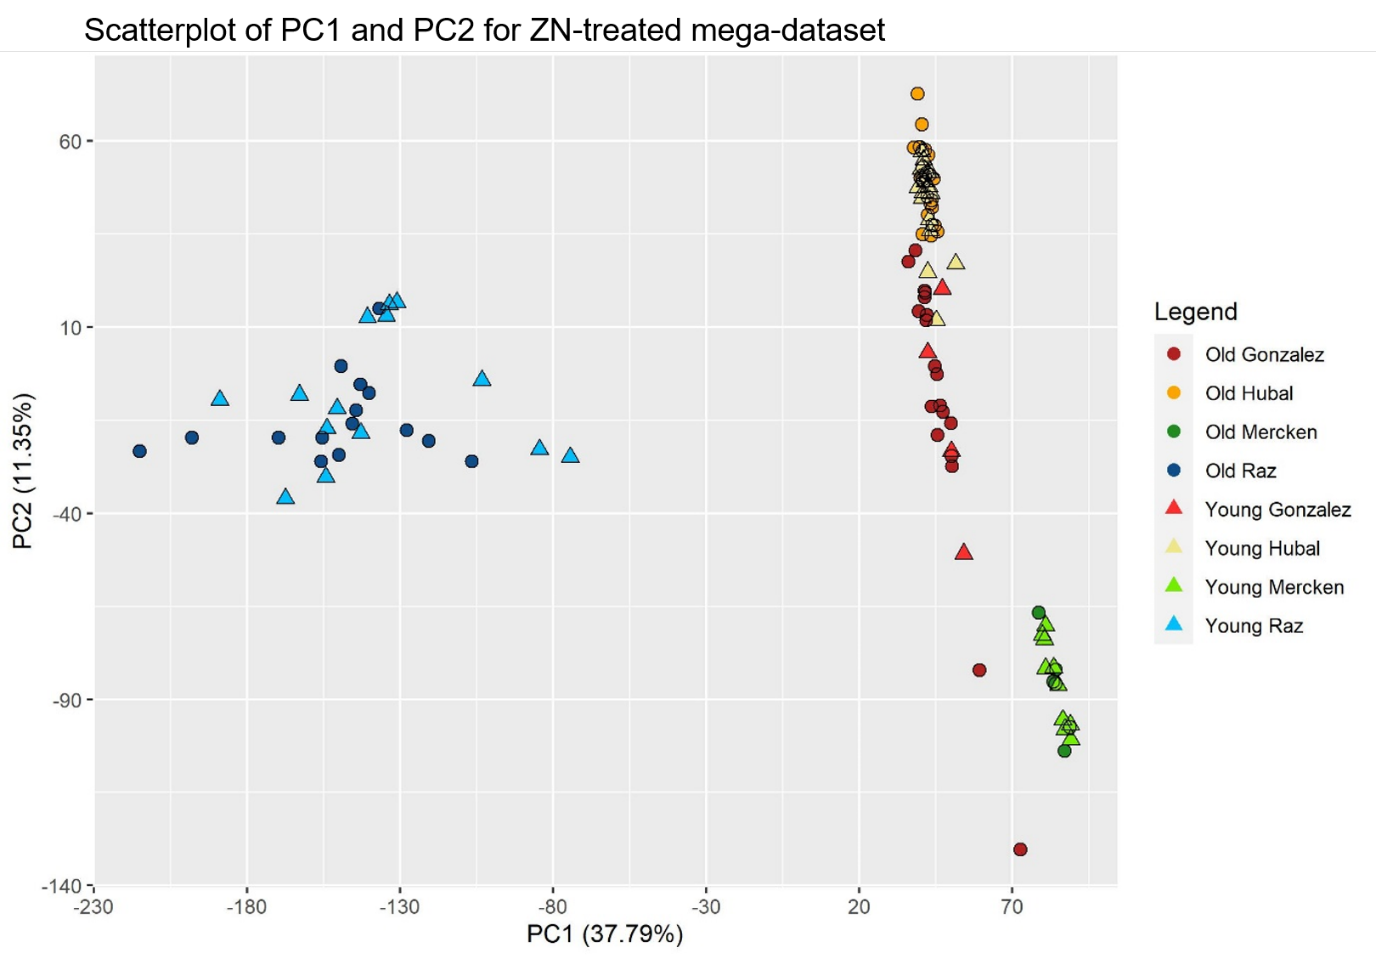 Scatterplot of PC1 and PC2 for ZN-treated mega-dataset
PC2 (11.35%)
60
10
-40
-90
-140
-230
-180
-130
-80
-30
20
70
PC1 (37.79%)
Legend
Old Gonzalez
Old Hubal
Old Mercken
Old Raz
Young Gonzalez
Young Hubal
Young Mercken
Young Raz